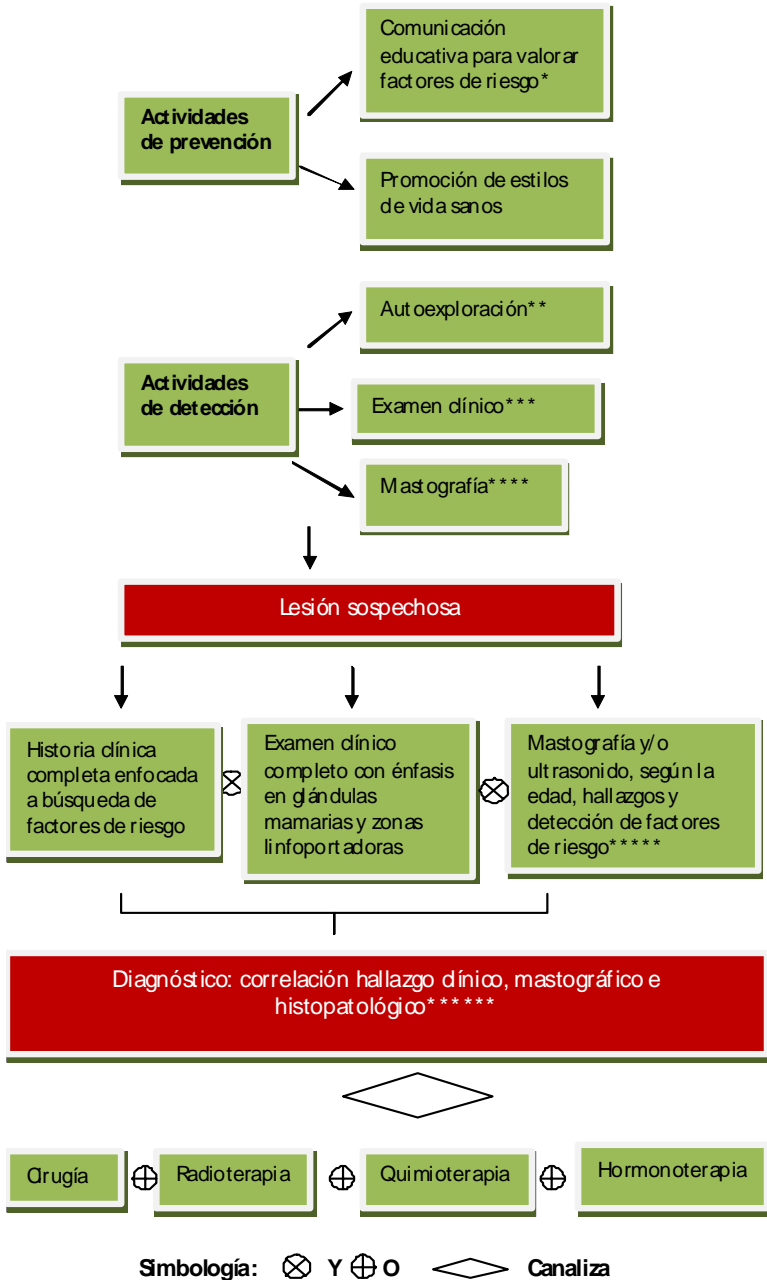 Comunicación
educativa para valorar
factores de riesgo*
Actividades
de prevención
Promoción de estilos
de vida sanos
Autoexploración**
Actividades
de detección
Examen clínico***
Mastografía****
Lesión sospechosa
Historia clínica
completa enfocada
a búsqueda de
factores de riesgo
Examen clínico
completo con énfasis
en glándulas
mamarias y zonas
linfoportadoras
Mastografía y/o
ultrasonido, según la
edad, hallazgos y
detección de factores
de riesgo*****
Diagnóstico: correlación hallazgo clínico, mastográfico e
histopatológico******
Cirugía
Radioterapia
Quimioterapia
Hormonoterapia
Simbología: Y O Canaliza